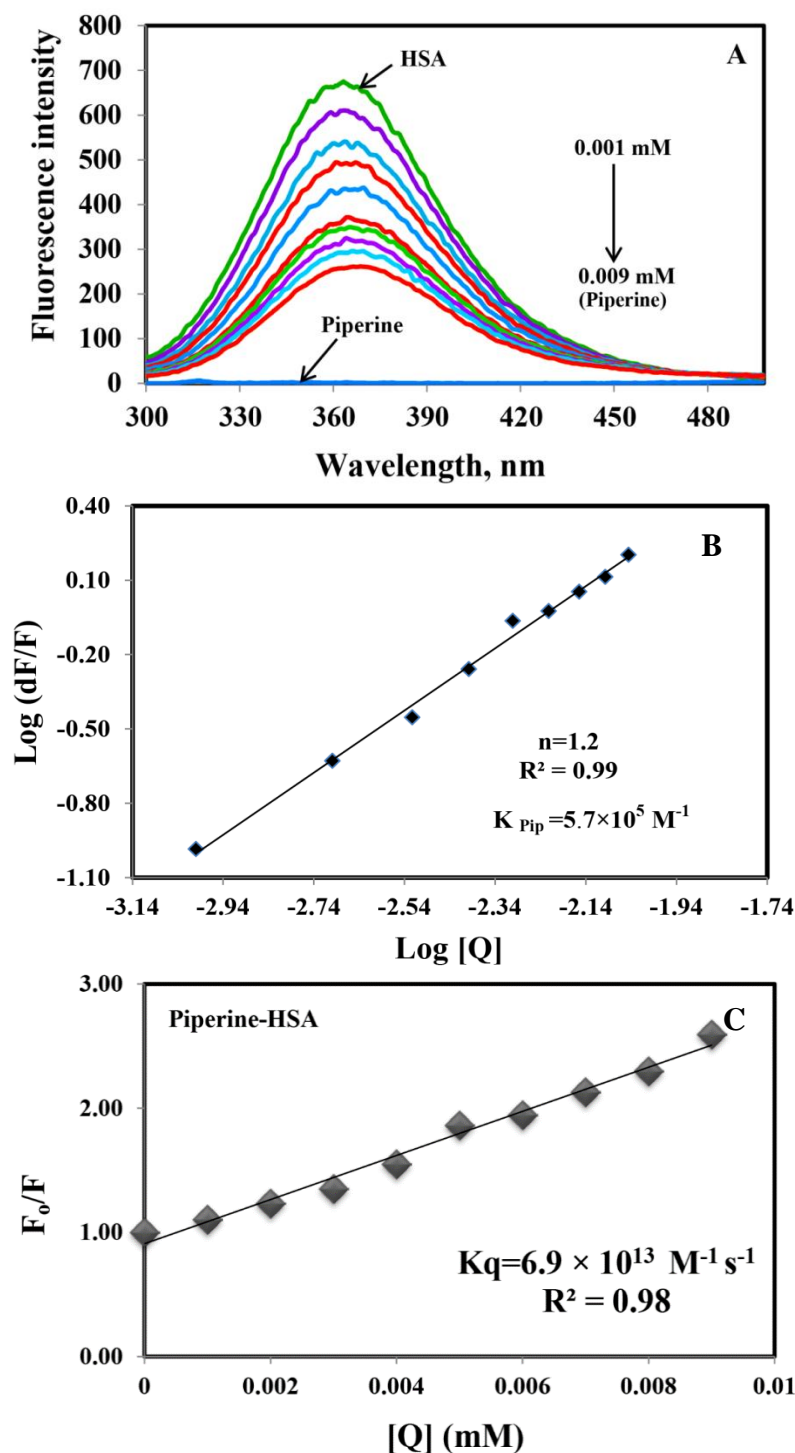 A
800
700
600
500
400
300
200
100
0
Fluorescence intensity
HSA
0.001 mM
0.009 mM
(Piperine)
Piperine
300 330 360 390 420 450 480
Wavelength, nm
B
0.40
0.10
-0.20
-0.50
-0.80
-1.10
Log (dF/F)
n=1.2
R² = 0.99
K Pip =5.7×10⁵ M⁻¹
-3.14 -2.94 -2.74 -2.54 -2.34 -2.14 -1.94 -1.74
Log [Q]
C
3.00
2.00
1.00
0.00
Fₒ/F
Piperine-HSA
Kq=6.9 × 10¹³ M⁻¹ s⁻¹
R² = 0.98
0 0.002 0.004 0.006 0.008 0.01
[Q] (mM)